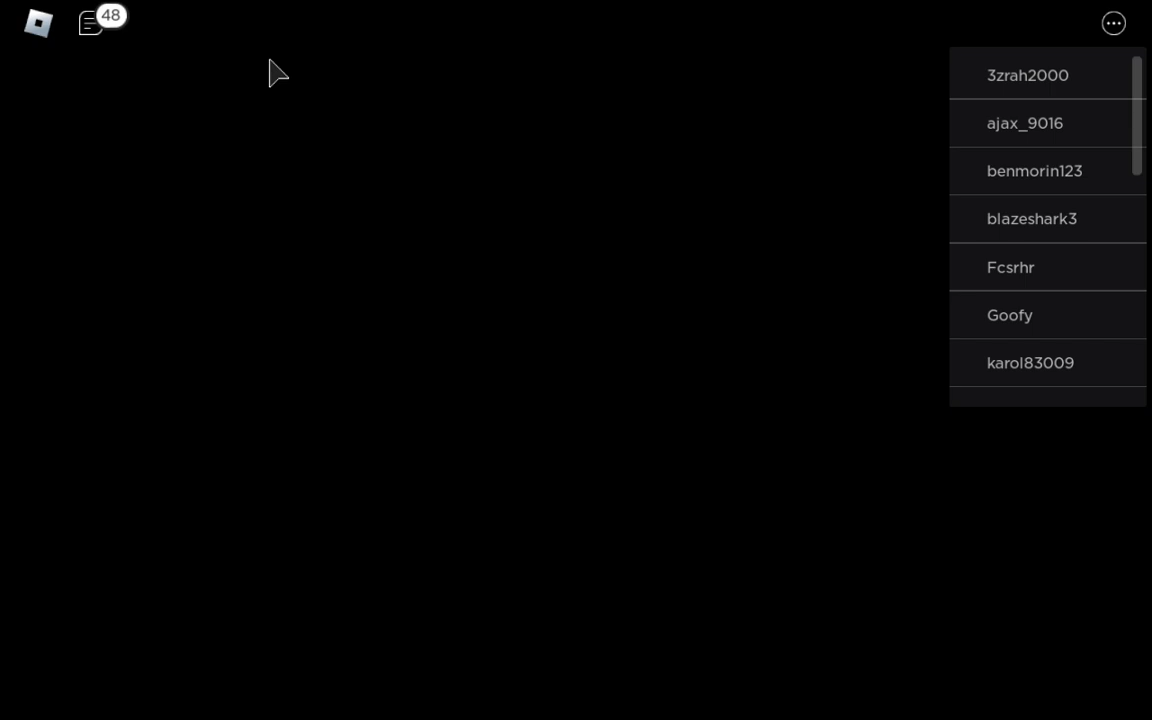 48
3zrah2000
ajax_9016
benmorin123
blazeshark3
Fcsrhr
Goofy
karol83009